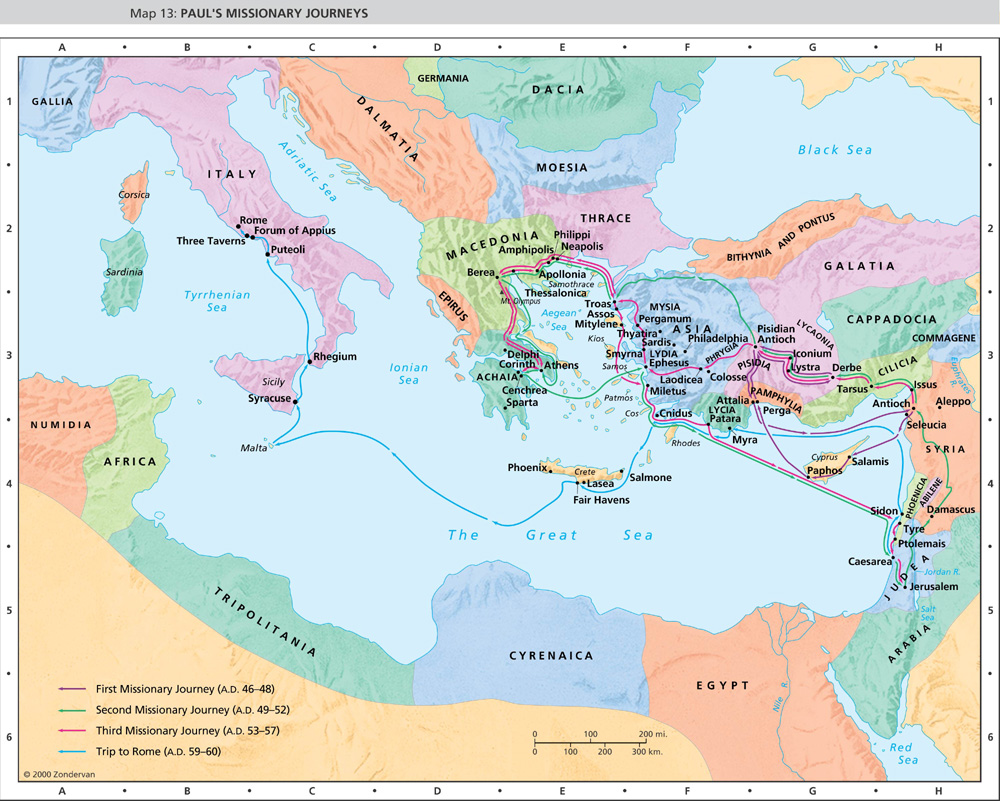 Map 13: PAUL'S MISSIONARY JOURNEYS
A B C D E F G H
1
2
3
4
5
6
1
2
3
4
5
6
GALLIA
GERMANIA
DACIA
DALMATIA
Adriatic Sea
ITALY
MOESIA
Black Sea
Corsica
THRACE
Rome
Forum of Appius
Three Taverns
Puteoli
MACEDONIA
Philippi
Neapolis
Amphipolis
BITHYNIA AND PONTUS
GALATIA
Sardinia
Berea
Apollonia
Samothrace
Thessalonica
Mt. Olympus
Tyrrhenian
Sea
EPIRUS
Aegean
Sea
Troas
Assos
Mitylene
MYSIA
Pergamum
ASIA
Thyatira
Sardis
Philadelphia
Kios
Smyrna
LYDIA
Ephesus
PHRYGIA
Pisidian
Antioch
LYCAONIA
CAPPADOCIA
COMMAGENE
Iconium
Lystra
Derbe
PISIDIA
CILICIA
Tarsus
Issus
Euphrates R.
Rhegium
Ionian
Sea
Delphi
Corinth
Athens
ACHAIA
Cenchrea
Sparta
Samos
Laodicea
Colosse
Miletus
Patmos
Cos
Cnidus
Attalia
PAMPHYLIA
LYCIA
Perga
Patara
Myra
Rhodes
Antioch
Aleppo
Seleucia
SYRIA
Sicily
Syracuse
Malta
NUMIDIA
AFRICA
Phoenix
Crete
Lasea
Salmone
Fair Havens
Cyprus
Salamis
Paphos
PHOENICIA
ABILENE
Sidon
Damascus
Tyre
Ptolemais
Caesarea
JUDEA
Jordan R.
Jerusalem
Salt
Sea
The Great Sea
TRIPOLITANIA
CYRENAICA
EGYPT
Nile R.
ARABIA
Red
Sea
First Missionary Journey (A.D. 46–48)
Second Missionary Journey (A.D. 49–52)
Third Missionary Journey (A.D. 53–57)
Trip to Rome (A.D. 59–60)
0 100 200 mi.
0 100 200 300 km.
© 2000 Zondervan
A B C D E F G H